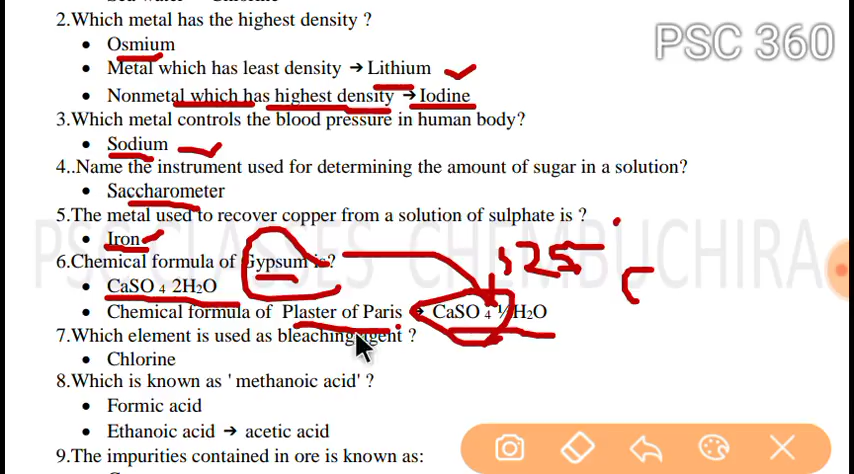 2.Which metal has the highest density ?
PSC 360
• Osmium
• Metal which has least density ➔ Lithium
• Nonmetal which has highest density ➔ Iodine
3.Which metal controls the blood pressure in human body?
• Sodium
4..Name the instrument used for determining the amount of sugar in a solution?
• Saccharometer
5.The metal used to recover copper from a solution of sulphate is ?
PSC CLASSES CHEMBUCHIRA
• Iron
6.Chemical formula of Gypsum is?
125° C
• CaSO 4 2H2O
• Chemical formula of Plaster of Paris ➔ CaSO 4 ½H2O
7.Which element is used as bleaching agent ?
• Chlorine
8.Which is known as ' methanoic acid' ?
• Formic acid
• Ethanoic acid ➔ acetic acid
9.The impurities contained in ore is known as: